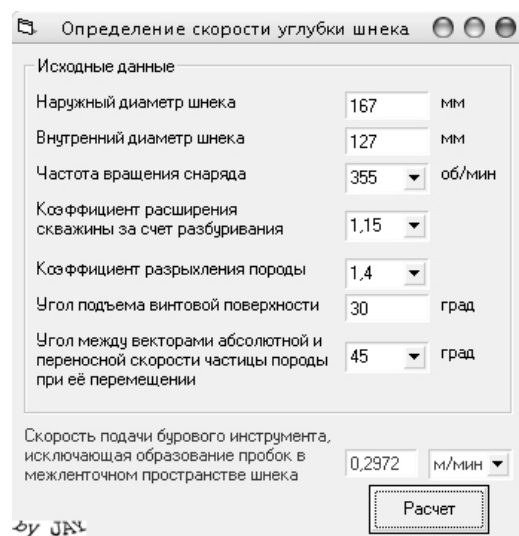 Определение скорости углубки шнека
Исходные данные
Наружный диаметр шнека 167 мм
Внутренний диаметр шнека 127 мм
Частота вращения снаряда 355 об/мин
Коэффициент расширения
скважины за счет разбуривания 1,15
Коэффициент разрыхления породы 1,4
Угол подъема винтовой поверхности 30 град
Угол между векторами абсолютной и
переносной скорости частицы породы 45 град
при её перемещении
Скорость подачи бурового инструмента,
исключающая образование пробок в 0,2972 м/мин
межленточном пространстве шнека
Расчет
by JAY